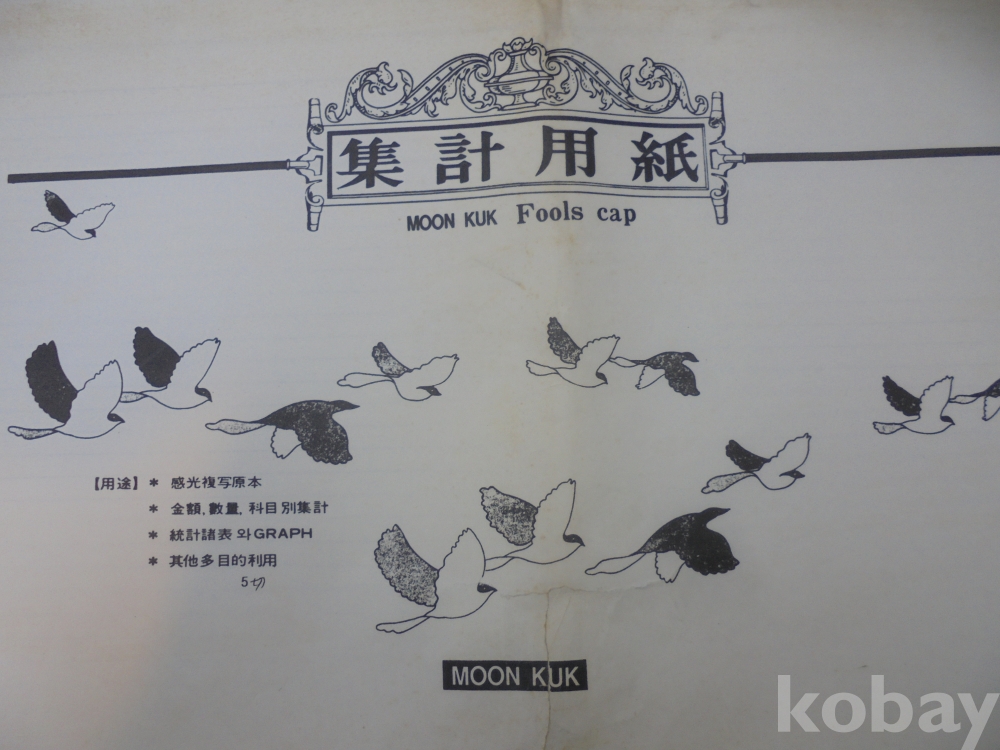 集計用紙
MOON KUK Fools cap
【用途】 * 感光複写原本
* 金額, 數量, 科目別集計
* 統計諸表와GRAPH
* 其他多目的利用
5切
MOON KUK
kobay